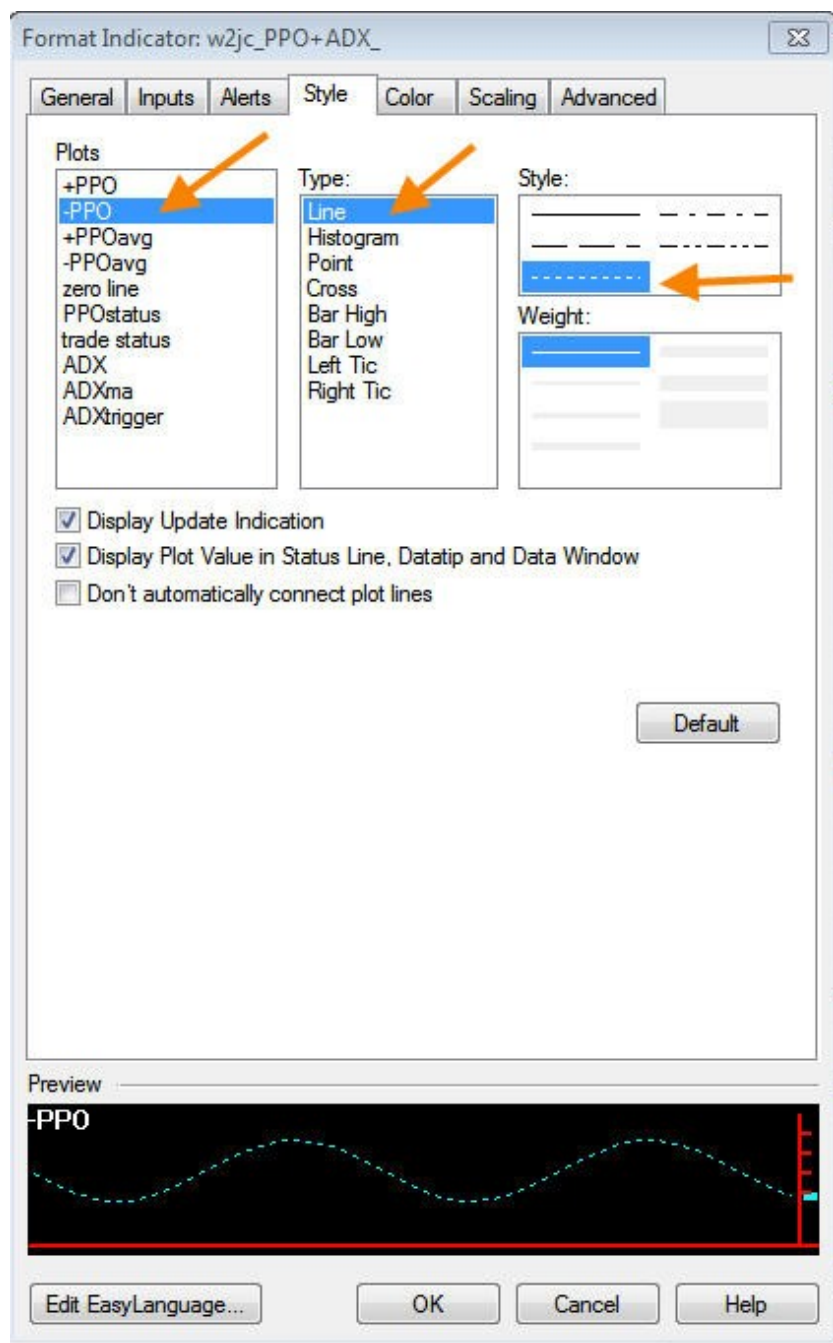 Format Indicator: w2jc_PPO+ADX_
General Inputs Alerts Style Color Scaling Advanced
Plots
+PPO
-PPO
+PPOavg
-PPOavg
zero line
PPOstatus
trade status
ADX
ADXma
ADXtrigger
Type:
Line
Histogram
Point
Cross
Bar High
Bar Low
Left Tic
Right Tic
Style:
Weight:
Display Update Indication
Display Plot Value in Status Line, Datatip and Data Window
Don't automatically connect plot lines
Default
Preview
-PPO
Edit EasyLanguage... OK Cancel Help